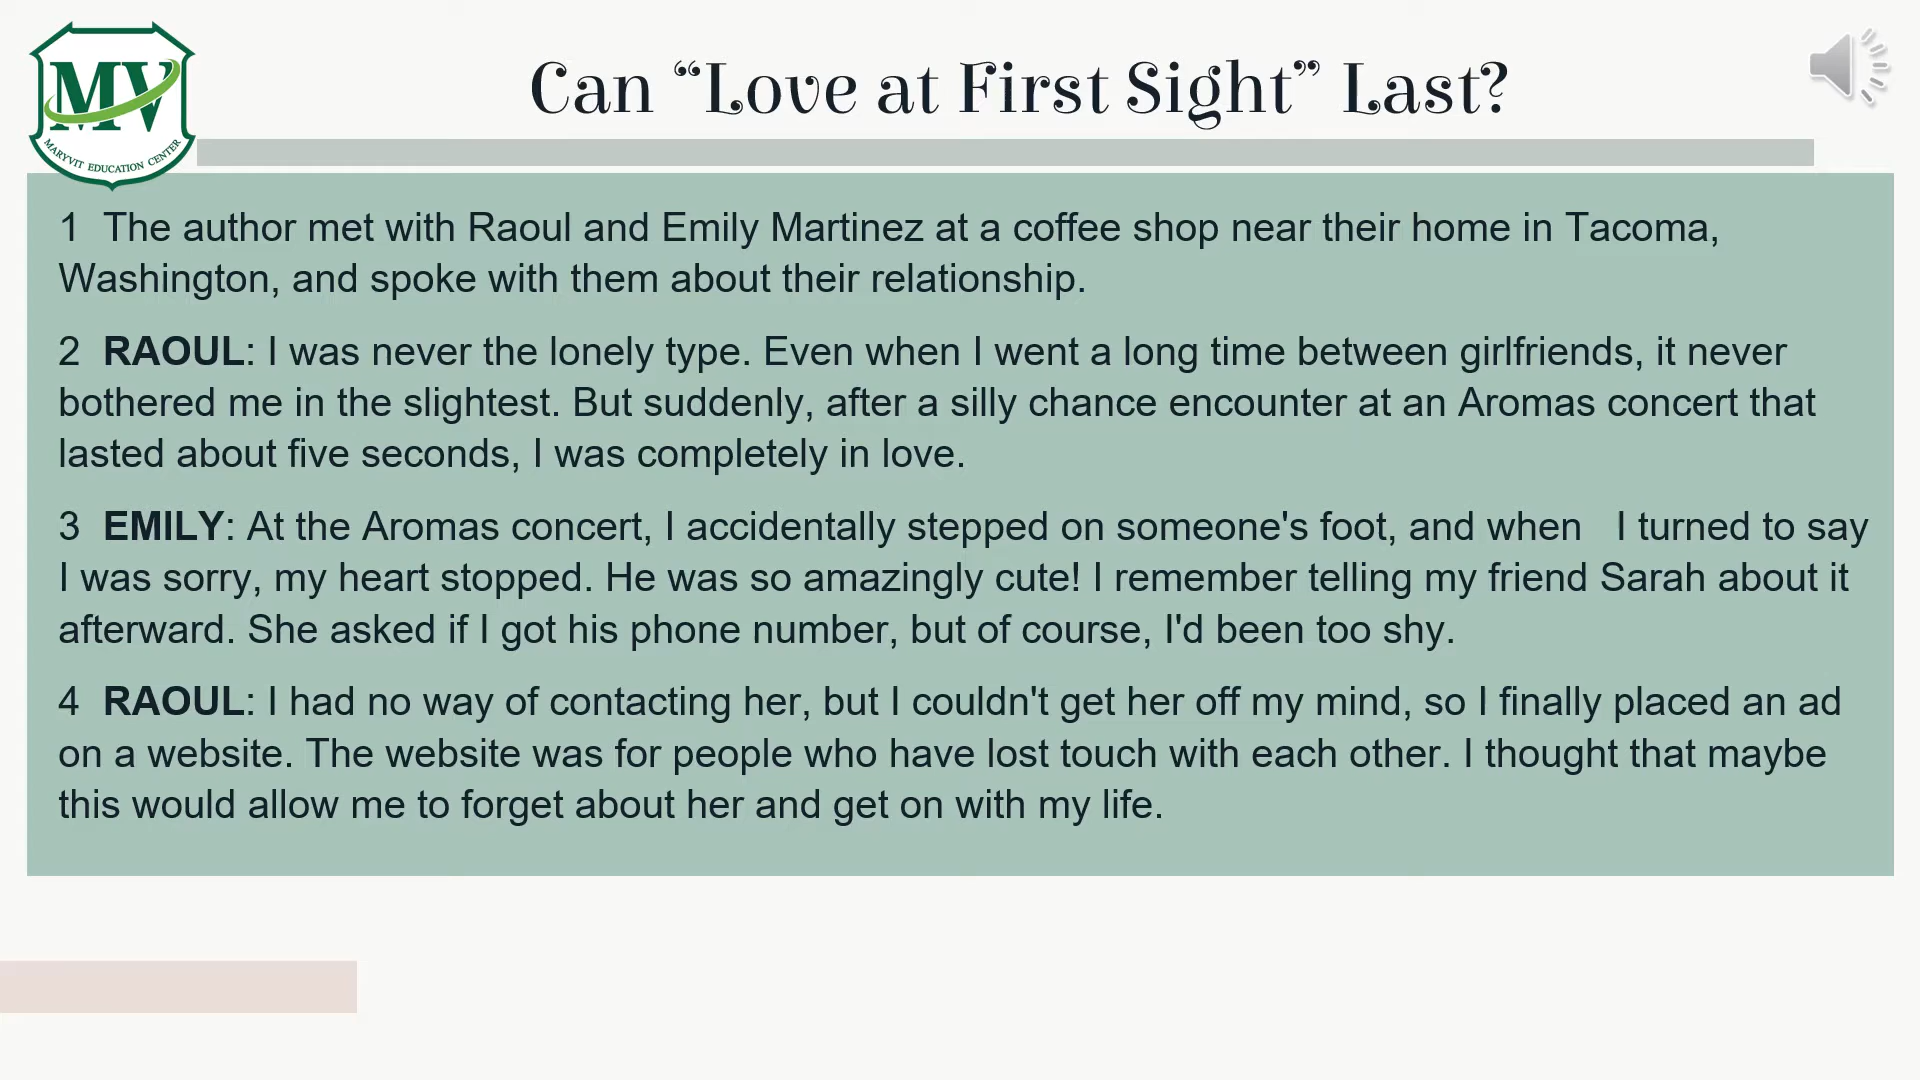 MV
MARYVIT EDUCATION CENTER
Can “Love at First Sight” Last?
1 The author met with Raoul and Emily Martinez at a coffee shop near their home in Tacoma,
Washington, and spoke with them about their relationship.
2 RAOUL: I was never the lonely type. Even when I went a long time between girlfriends, it never
bothered me in the slightest. But suddenly, after a silly chance encounter at an Aromas concert that
lasted about five seconds, I was completely in love.
3 EMILY: At the Aromas concert, I accidentally stepped on someone's foot, and when I turned to say
I was sorry, my heart stopped. He was so amazingly cute! I remember telling my friend Sarah about it
afterward. She asked if I got his phone number, but of course, I'd been too shy.
4 RAOUL: I had no way of contacting her, but I couldn't get her off my mind, so I finally placed an ad
on a website. The website was for people who have lost touch with each other. I thought that maybe
this would allow me to forget about her and get on with my life.